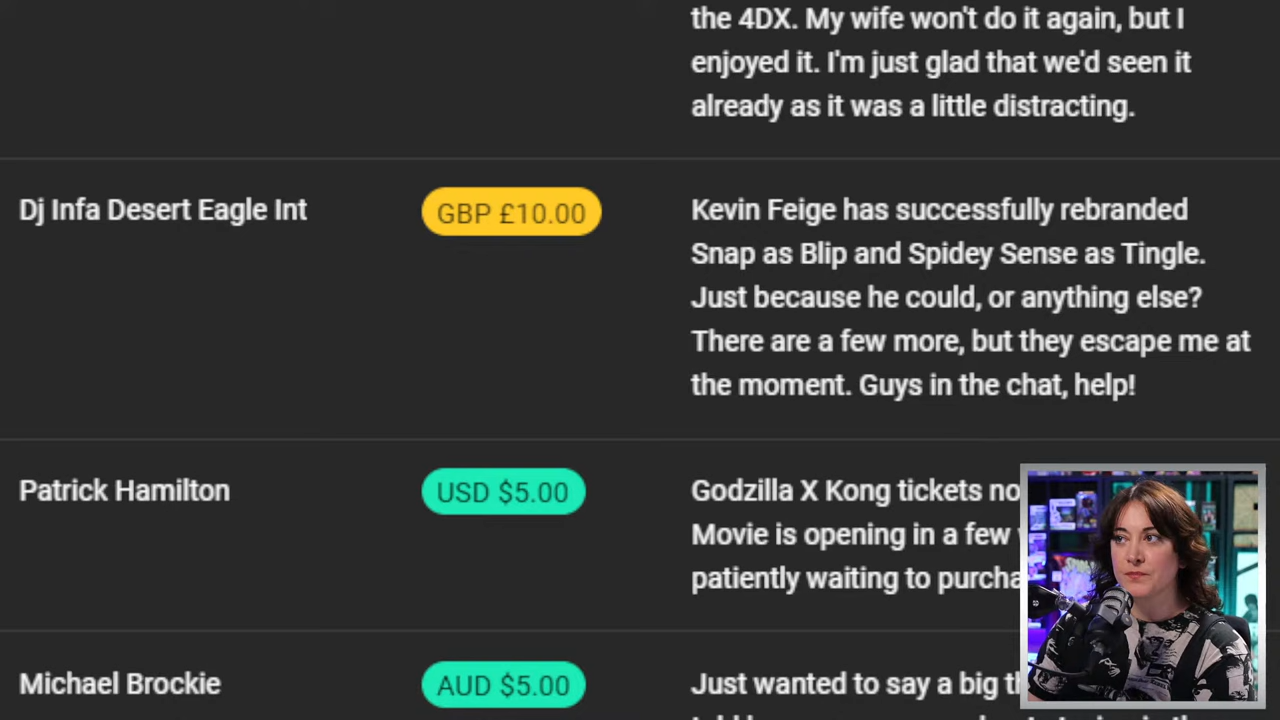 the 4DX. My wife won't do it again, but I
enjoyed it. I'm just glad that we'd seen it
already as it was a little distracting.
Dj Infa Desert Eagle Int
GBP £10.00
Kevin Feige has successfully rebranded
Snap as Blip and Spidey Sense as Tingle.
Just because he could, or anything else?
There are a few more, but they escape me at
the moment. Guys in the chat, help!
Patrick Hamilton
USD $5.00
Godzilla X Kong tickets
Movie is opening in a few
patiently waiting to
Michael Brockie
AUD $5.00
Just wanted to say a big